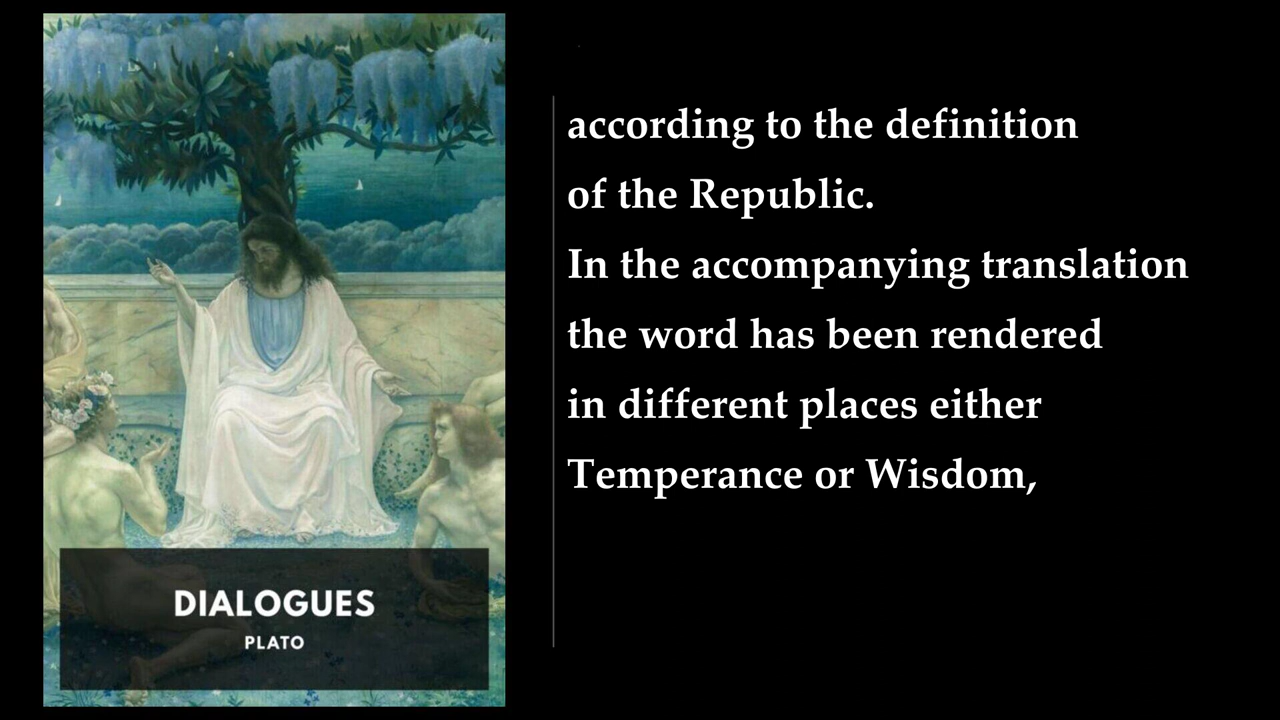 DIALOGUES
PLATO
according to the definition
of the Republic.
In the accompanying translation
the word has been rendered
in different places either
Temperance or Wisdom,